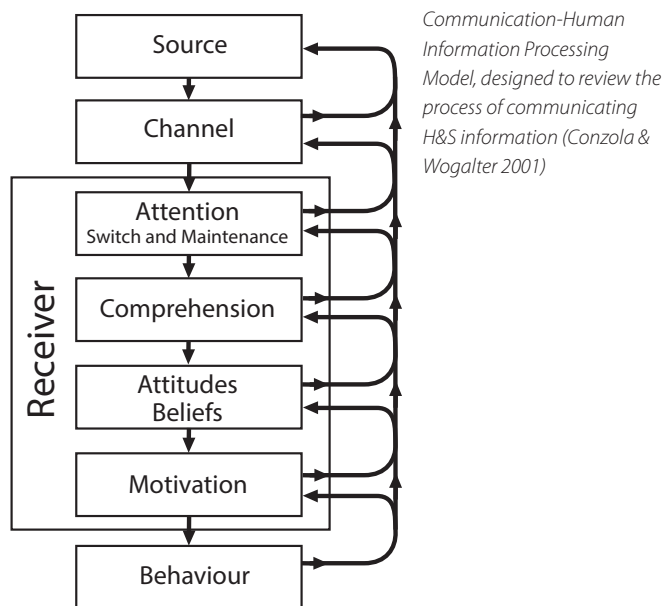 Source
Channel
Receiver
Attention
Switch and Maintenance
Comprehension
Attitudes
Beliefs
Motivation
Behaviour
Communication-Human
Information Processing
Model, designed to review the
process of communicating
H&S information (Conzola &
Wogalter 2001)